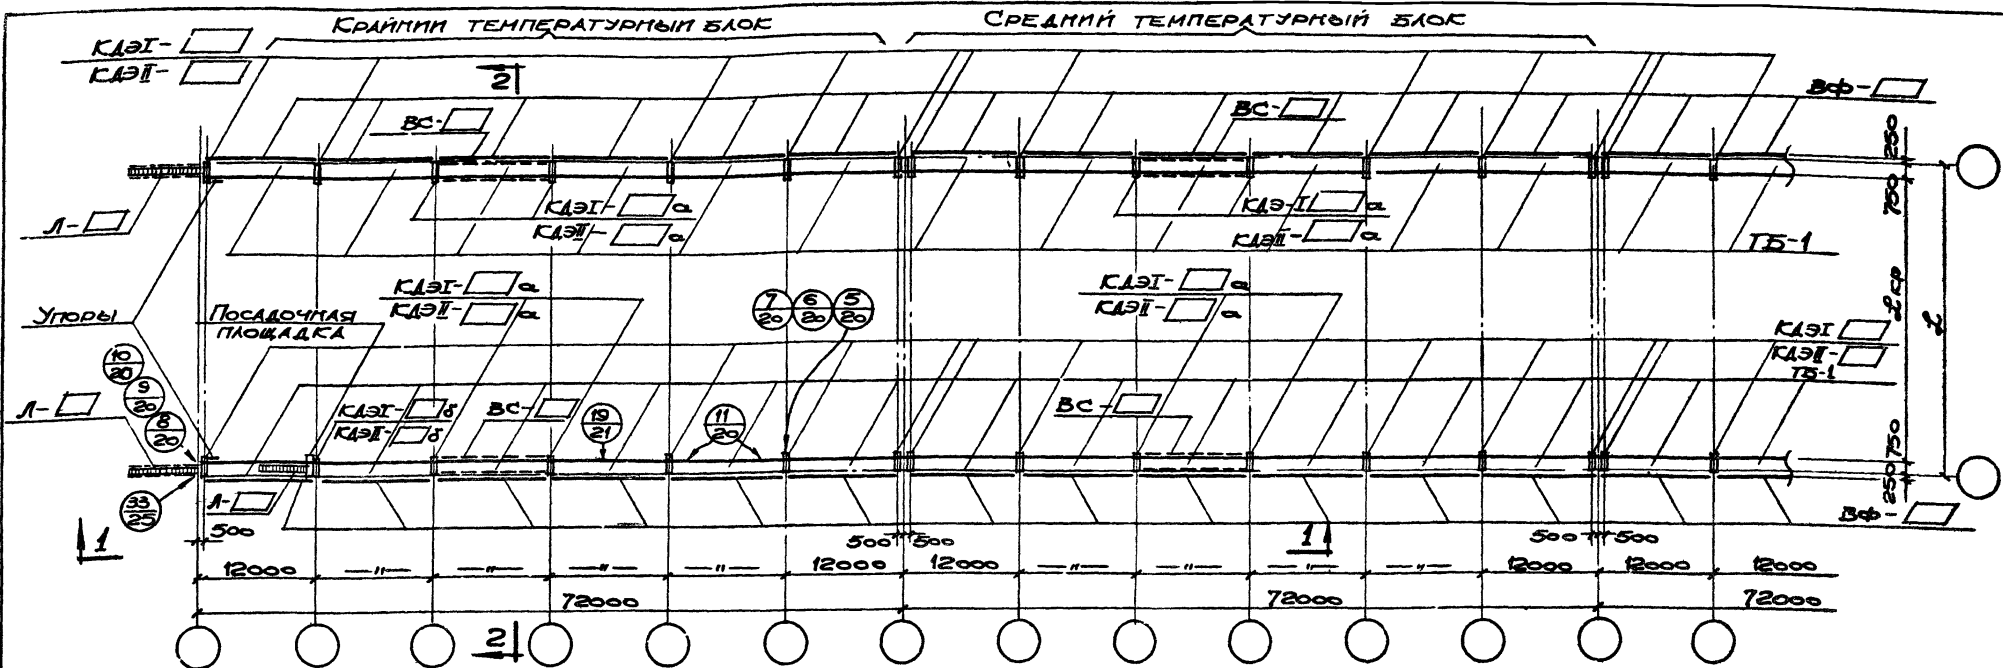 Крайний температурный блок
Средний температурный блок
КДЭI-
КДЭII-
2
ВФ-
ВС-
ВС-
250
750
Л-
КДЭI- а
КДЭII- а
КДЭ-I а
КДЭII- а
ТБ-1
КДЭI- а
КДЭII- а
КДЭI- а
КДЭII- а
Lкр
L
Упоры
Посадочная
площадка
7/20 6/20 5/20
КДЭI
КДЭII-
ТБ-1
10/20
9/20
8/20
Л-
КДЭI- б
КДЭII- б
ВС-
19/21
11/20
ВС-
750
250
33/25
Л-
ВФ-
1
500
500 500
1
500 500
12000 —"— —"— —"— —"— 12000 12000 —"— —"— —"— —"— 12000 12000 12000
72000 72000 72000
2